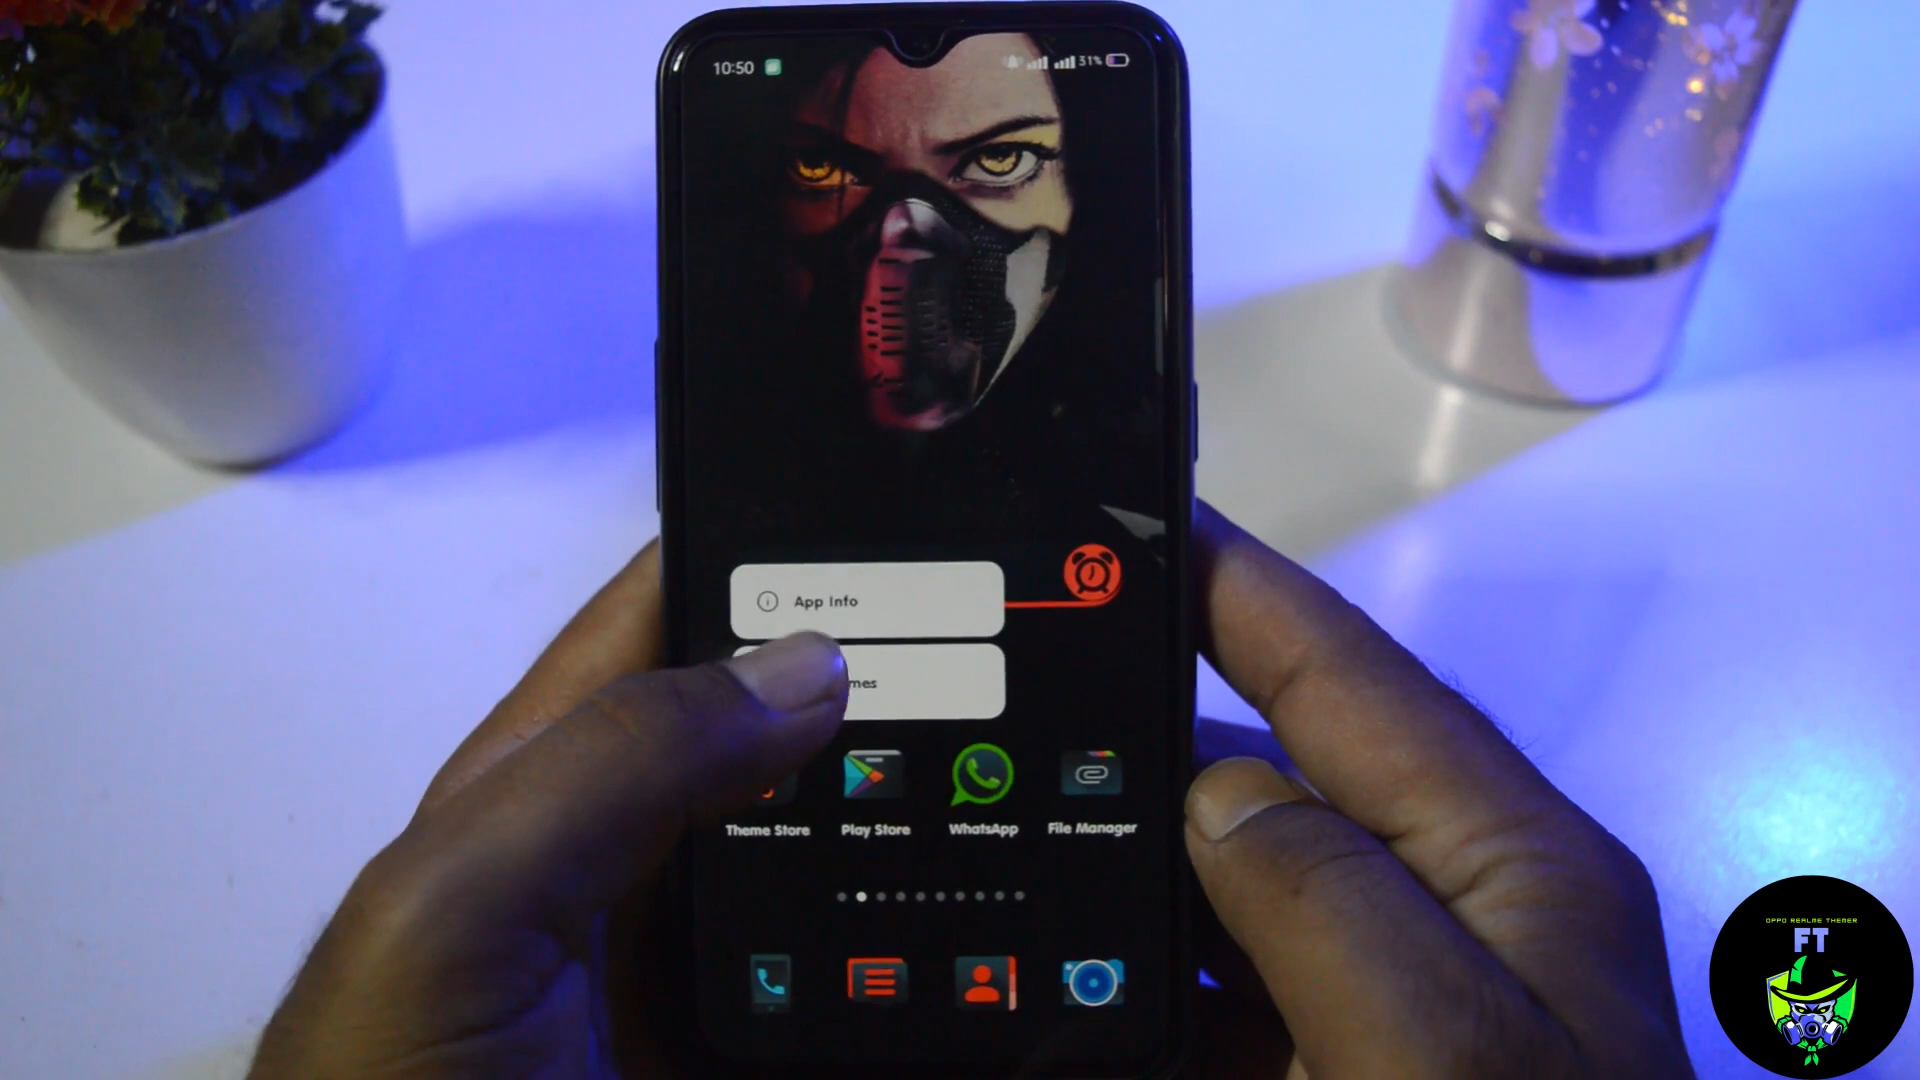 10:50
31%
App Info
mes
Theme Store
Play Store
WhatsApp
File Manager
OPPO REALME THEMER
FT